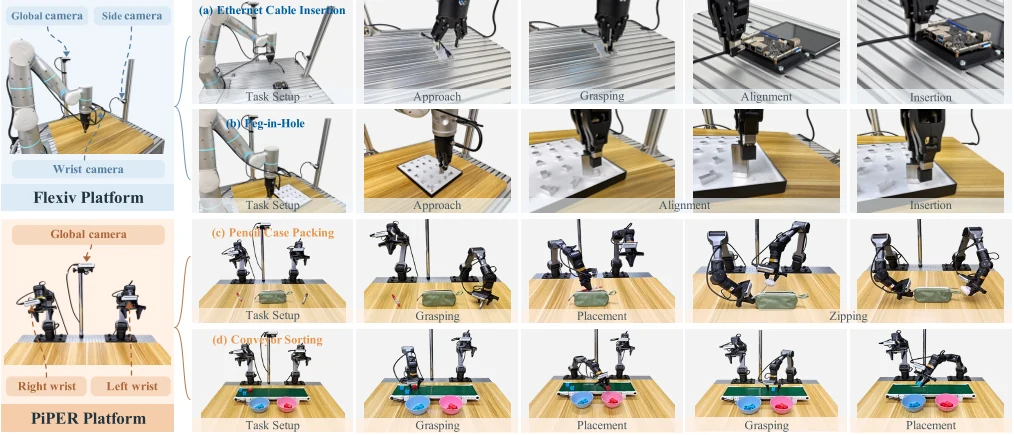 Global camera
Side camera
Wrist camera
Flexiv Platform
(a) Ethernet Cable Insertion
Task Setup
Approach
Grasping
Alignment
Insertion
(b) Peg-in-Hole
Task Setup
Approach
Alignment
Insertion
Global camera
Right wrist
Left wrist
PiPER Platform
(c) Pencil Case Packing
Task Setup
Grasping
Placement
Zipping
(d) Conveyor Sorting
Task Setup
Grasping
Placement
Grasping
Placement